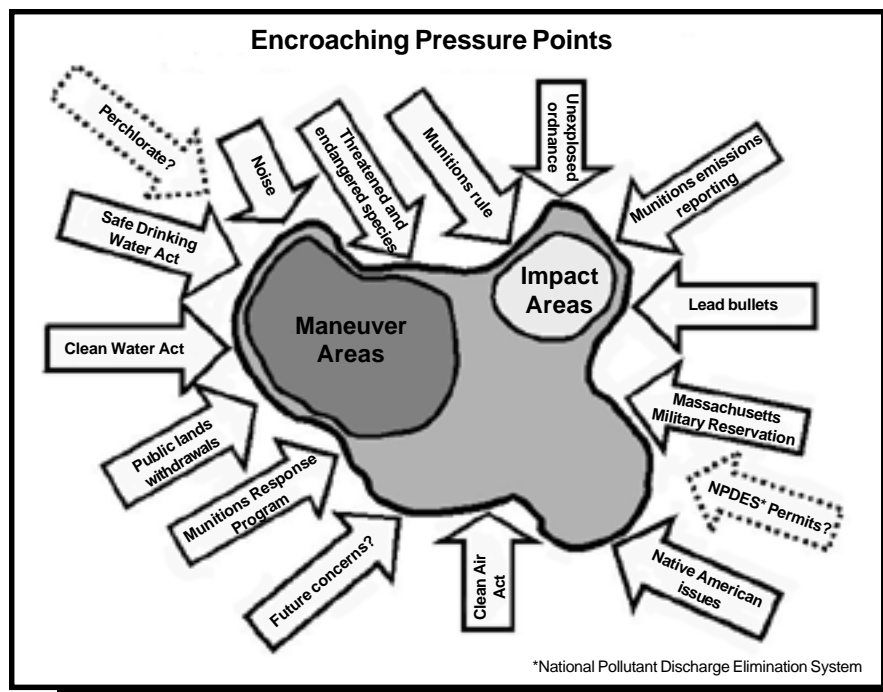 Encroaching Pressure Points
Perchlorate?
Noise
Threatened and
endangered species
Munitions rule
Unexplosed
ordnance
Munitions emissions
reporting
Safe Drinking
Water Act
Impact
Areas
Lead bullets
Maneuver
Areas
Clean Water Act
Massachusetts
Military Reservation
Public lands
withdrawals
Munitions Response
Program
NPDES* Permits?
Future concerns?
Clean Air
Act
Native American
issues
*National Pollutant Discharge Elimination System